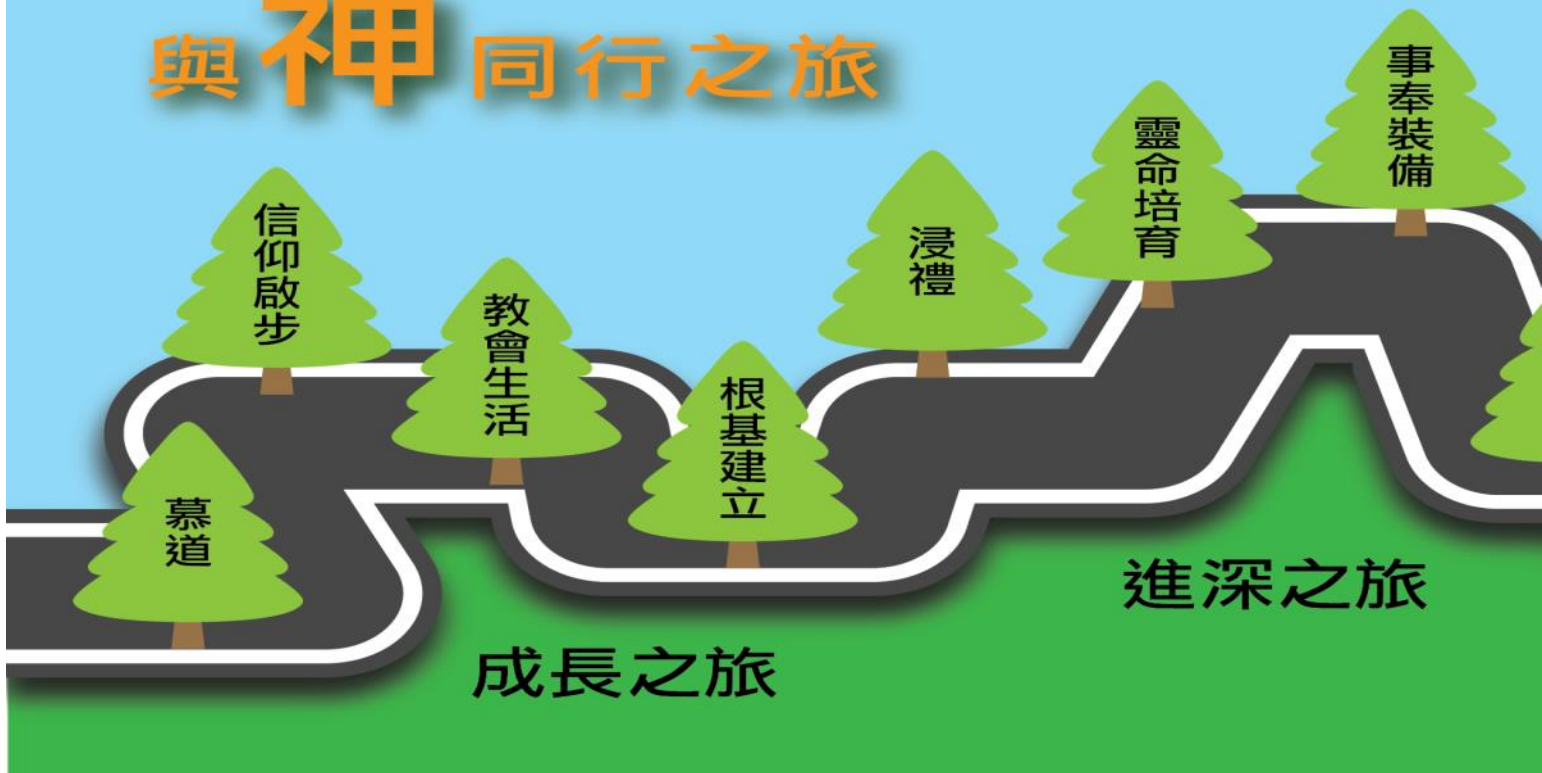 與神同行之旅
慕道
信仰啟步
教會生活
根基建立
浸禮
靈命培育
事奉裝備
成長之旅
進深之旅